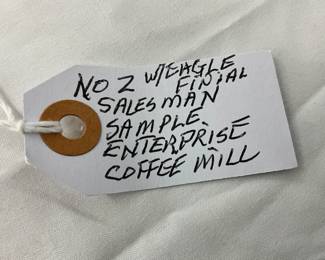 NO 2 W/EAGLE
FINIAL
SALESMAN
SAMPLE
ENTERPRISE
COFFEE MILL